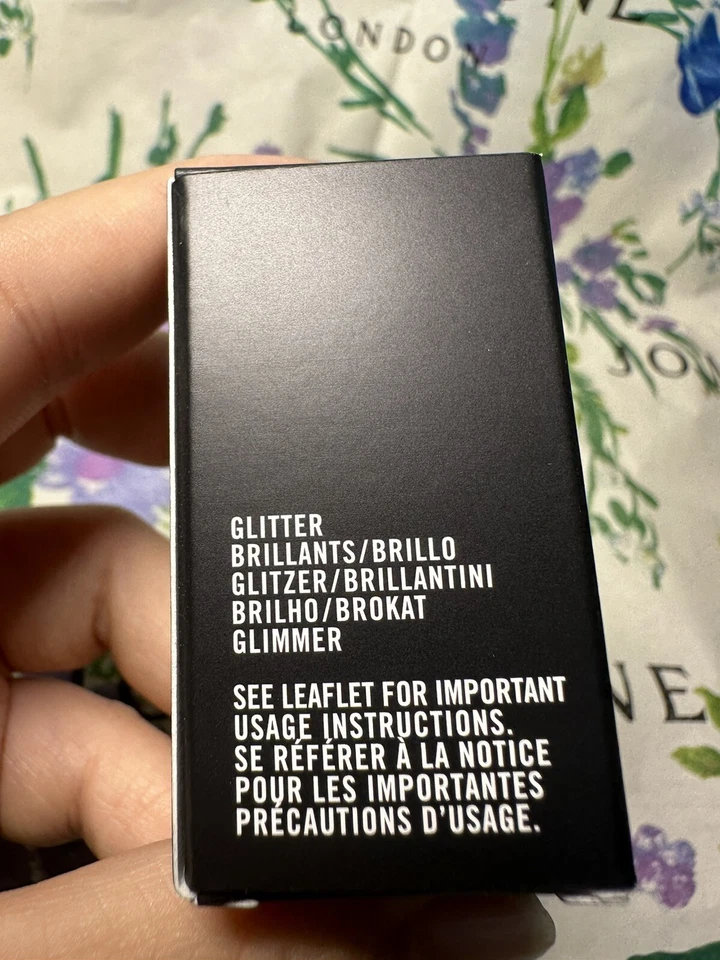 LONDON
GLITTER
BRILLANTS/BRILLO
GLITZER/BRILLANTINI
BRILHO/BROKAT
GLIMMER
SEE LEAFLET FOR IMPORTANT
USAGE INSTRUCTIONS.
SE RÉFÉRER À LA NOTICE
POUR LES IMPORTANTES
PRÉCAUTIONS D'USAGE.